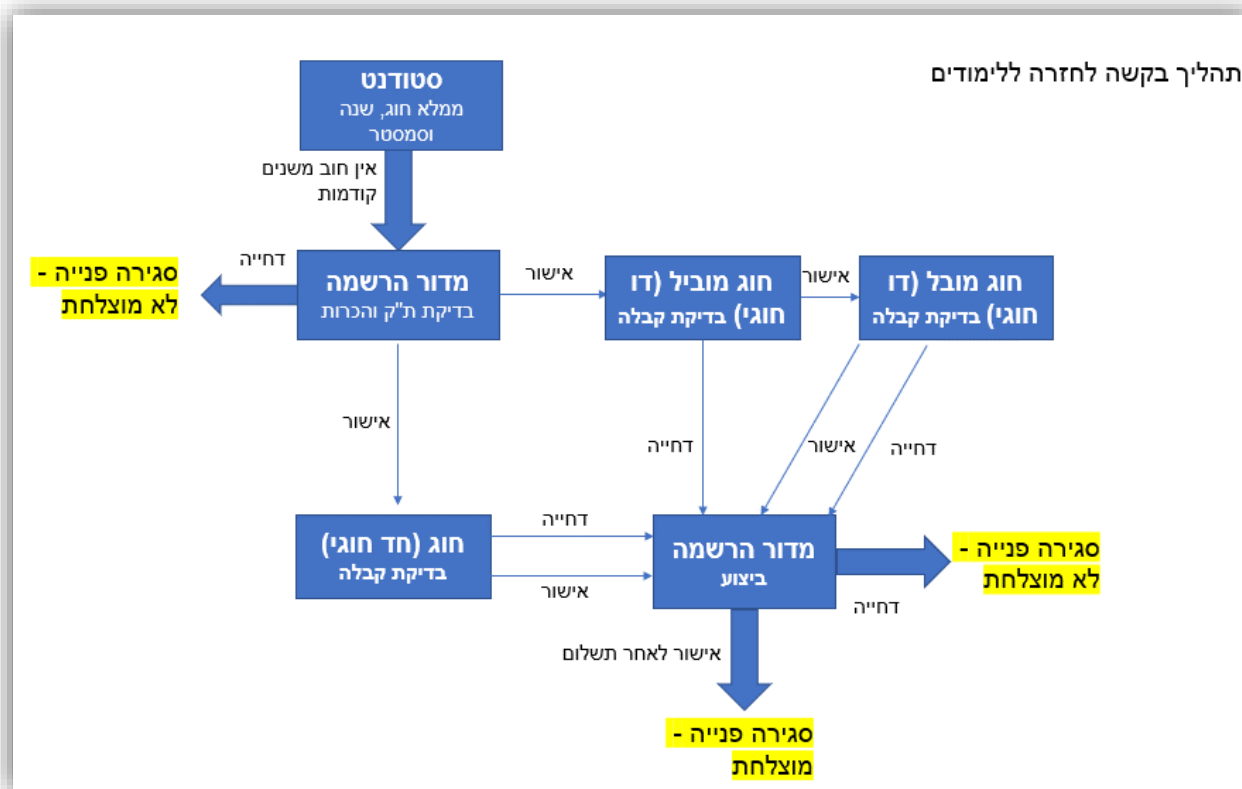 תהליך בקשה לחזרה ללימודים
סטודנט
ממלא חוג, שנה
וסמסטר
אין חוב משנים
קודמות
חוג מובל (דו
חוגי) בדיקת קבלה
אישור
חוג מוביל (דו
חוגי) בדיקת קבלה
אישור
מדור הרשמה
בדיקת ת"ק והכרות
דחייה
סגירה פנייה -
לא מוצלחת
אישור
דחייה
אישור
דחייה
חוג (חד חוגי)
בדיקת קבלה
דחייה
אישור
מדור הרשמה
ביצוע
דחייה
סגירה פנייה -
לא מוצלחת
אישור לאחר תשלום
סגירה פנייה -
מוצלחת